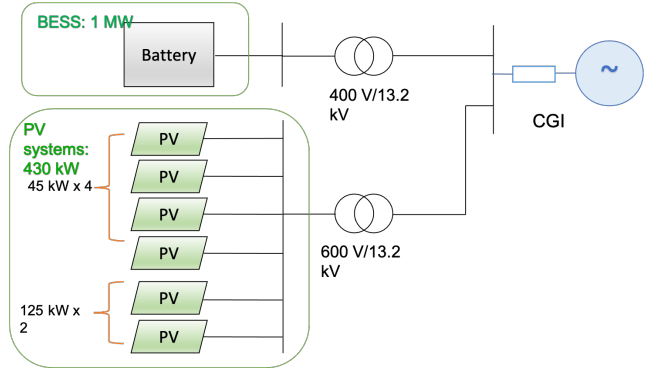 BESS: 1 MW
Battery
400 V/13.2
kV
~
CGI
PV
systems:
430 kW
45 kW x 4
PV
PV
PV
PV
600 V/13.2
kV
125 kW x
2
PV
PV